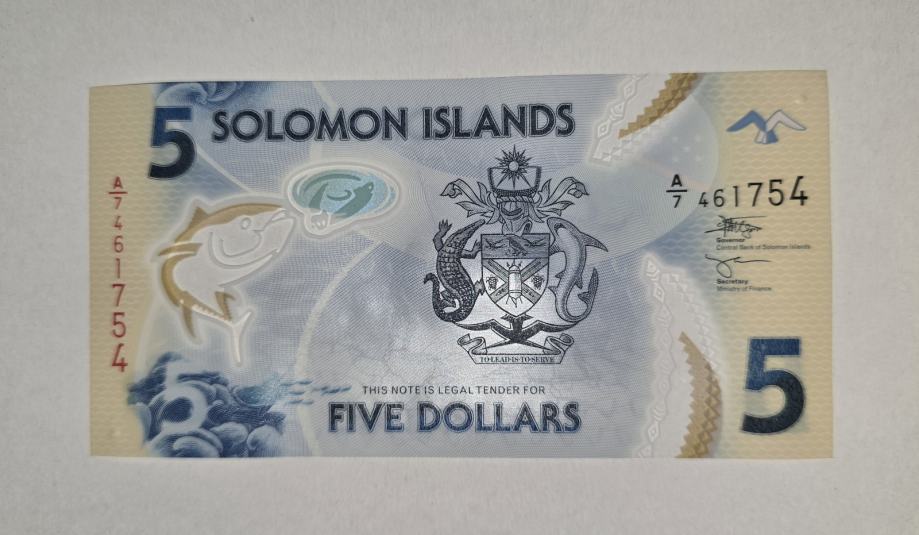 5 SOLOMON ISLANDS
A/7 461754
A/7 461754
Governor
Central Bank of Solomon Islands
Secretary
Ministry of Finance
TO·LEAD·IS·TO·SERVE
THIS NOTE IS LEGAL TENDER FOR
FIVE DOLLARS
5